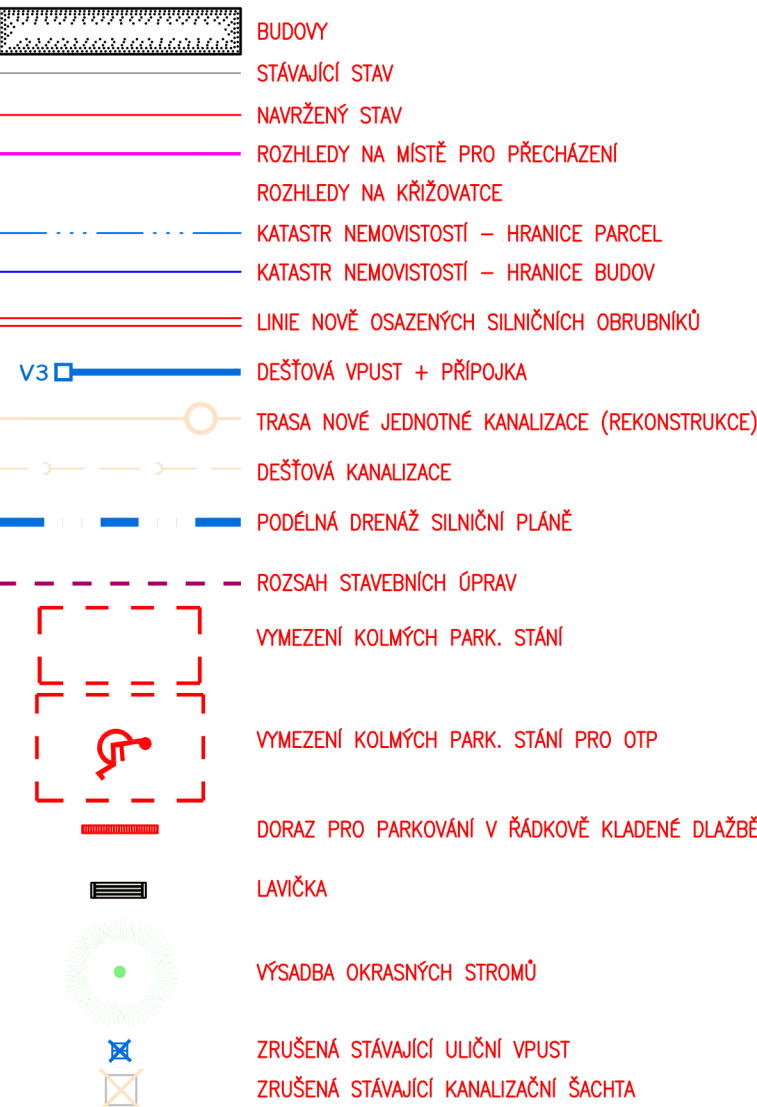 BUDOVY
STÁVAJÍCÍ STAV
NAVRŽENÝ STAV
ROZHLEDY NA MÍSTĚ PRO PŘECHÁZENÍ
ROZHLEDY NA KŘIŽOVATCE
KATASTR NEMOVISTOSTÍ – HRANICE PARCEL
KATASTR NEMOVISTOSTÍ – HRANICE BUDOV
LINIE NOVĚ OSAZENÝCH SILNIČNÍCH OBRUBNÍKŮ
V3 DEŠŤOVÁ VPUST + PŘÍPOJKA
TRASA NOVÉ JEDNOTNÉ KANALIZACE (REKONSTRUKCE)
DEŠŤOVÁ KANALIZACE
PODÉLNÁ DRENÁŽ SILNIČNÍ PLÁNĚ
ROZSAH STAVEBNÍCH ÚPRAV
VYMEZENÍ KOLMÝCH PARK. STÁNÍ
VYMEZENÍ KOLMÝCH PARK. STÁNÍ PRO OTP
DORAZ PRO PARKOVÁNÍ V ŘÁDKOVĚ KLADENÉ DLAŽBĚ
LAVIČKA
VÝSADBA OKRASNÝCH STROMŮ
ZRUŠENÁ STÁVAJÍCÍ ULIČNÍ VPUST
ZRUŠENÁ STÁVAJÍCÍ KANALIZAČNÍ ŠACHTA